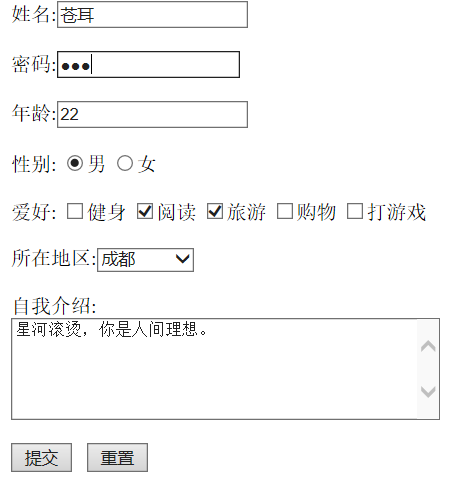 姓名:苍耳
密码:●●●
年龄:22
性别: 男 女
爱好: 健身 阅读 旅游 购物 打游戏
所在地区:成都
自我介绍:
星河滚烫，你是人间理想。
提交 重置